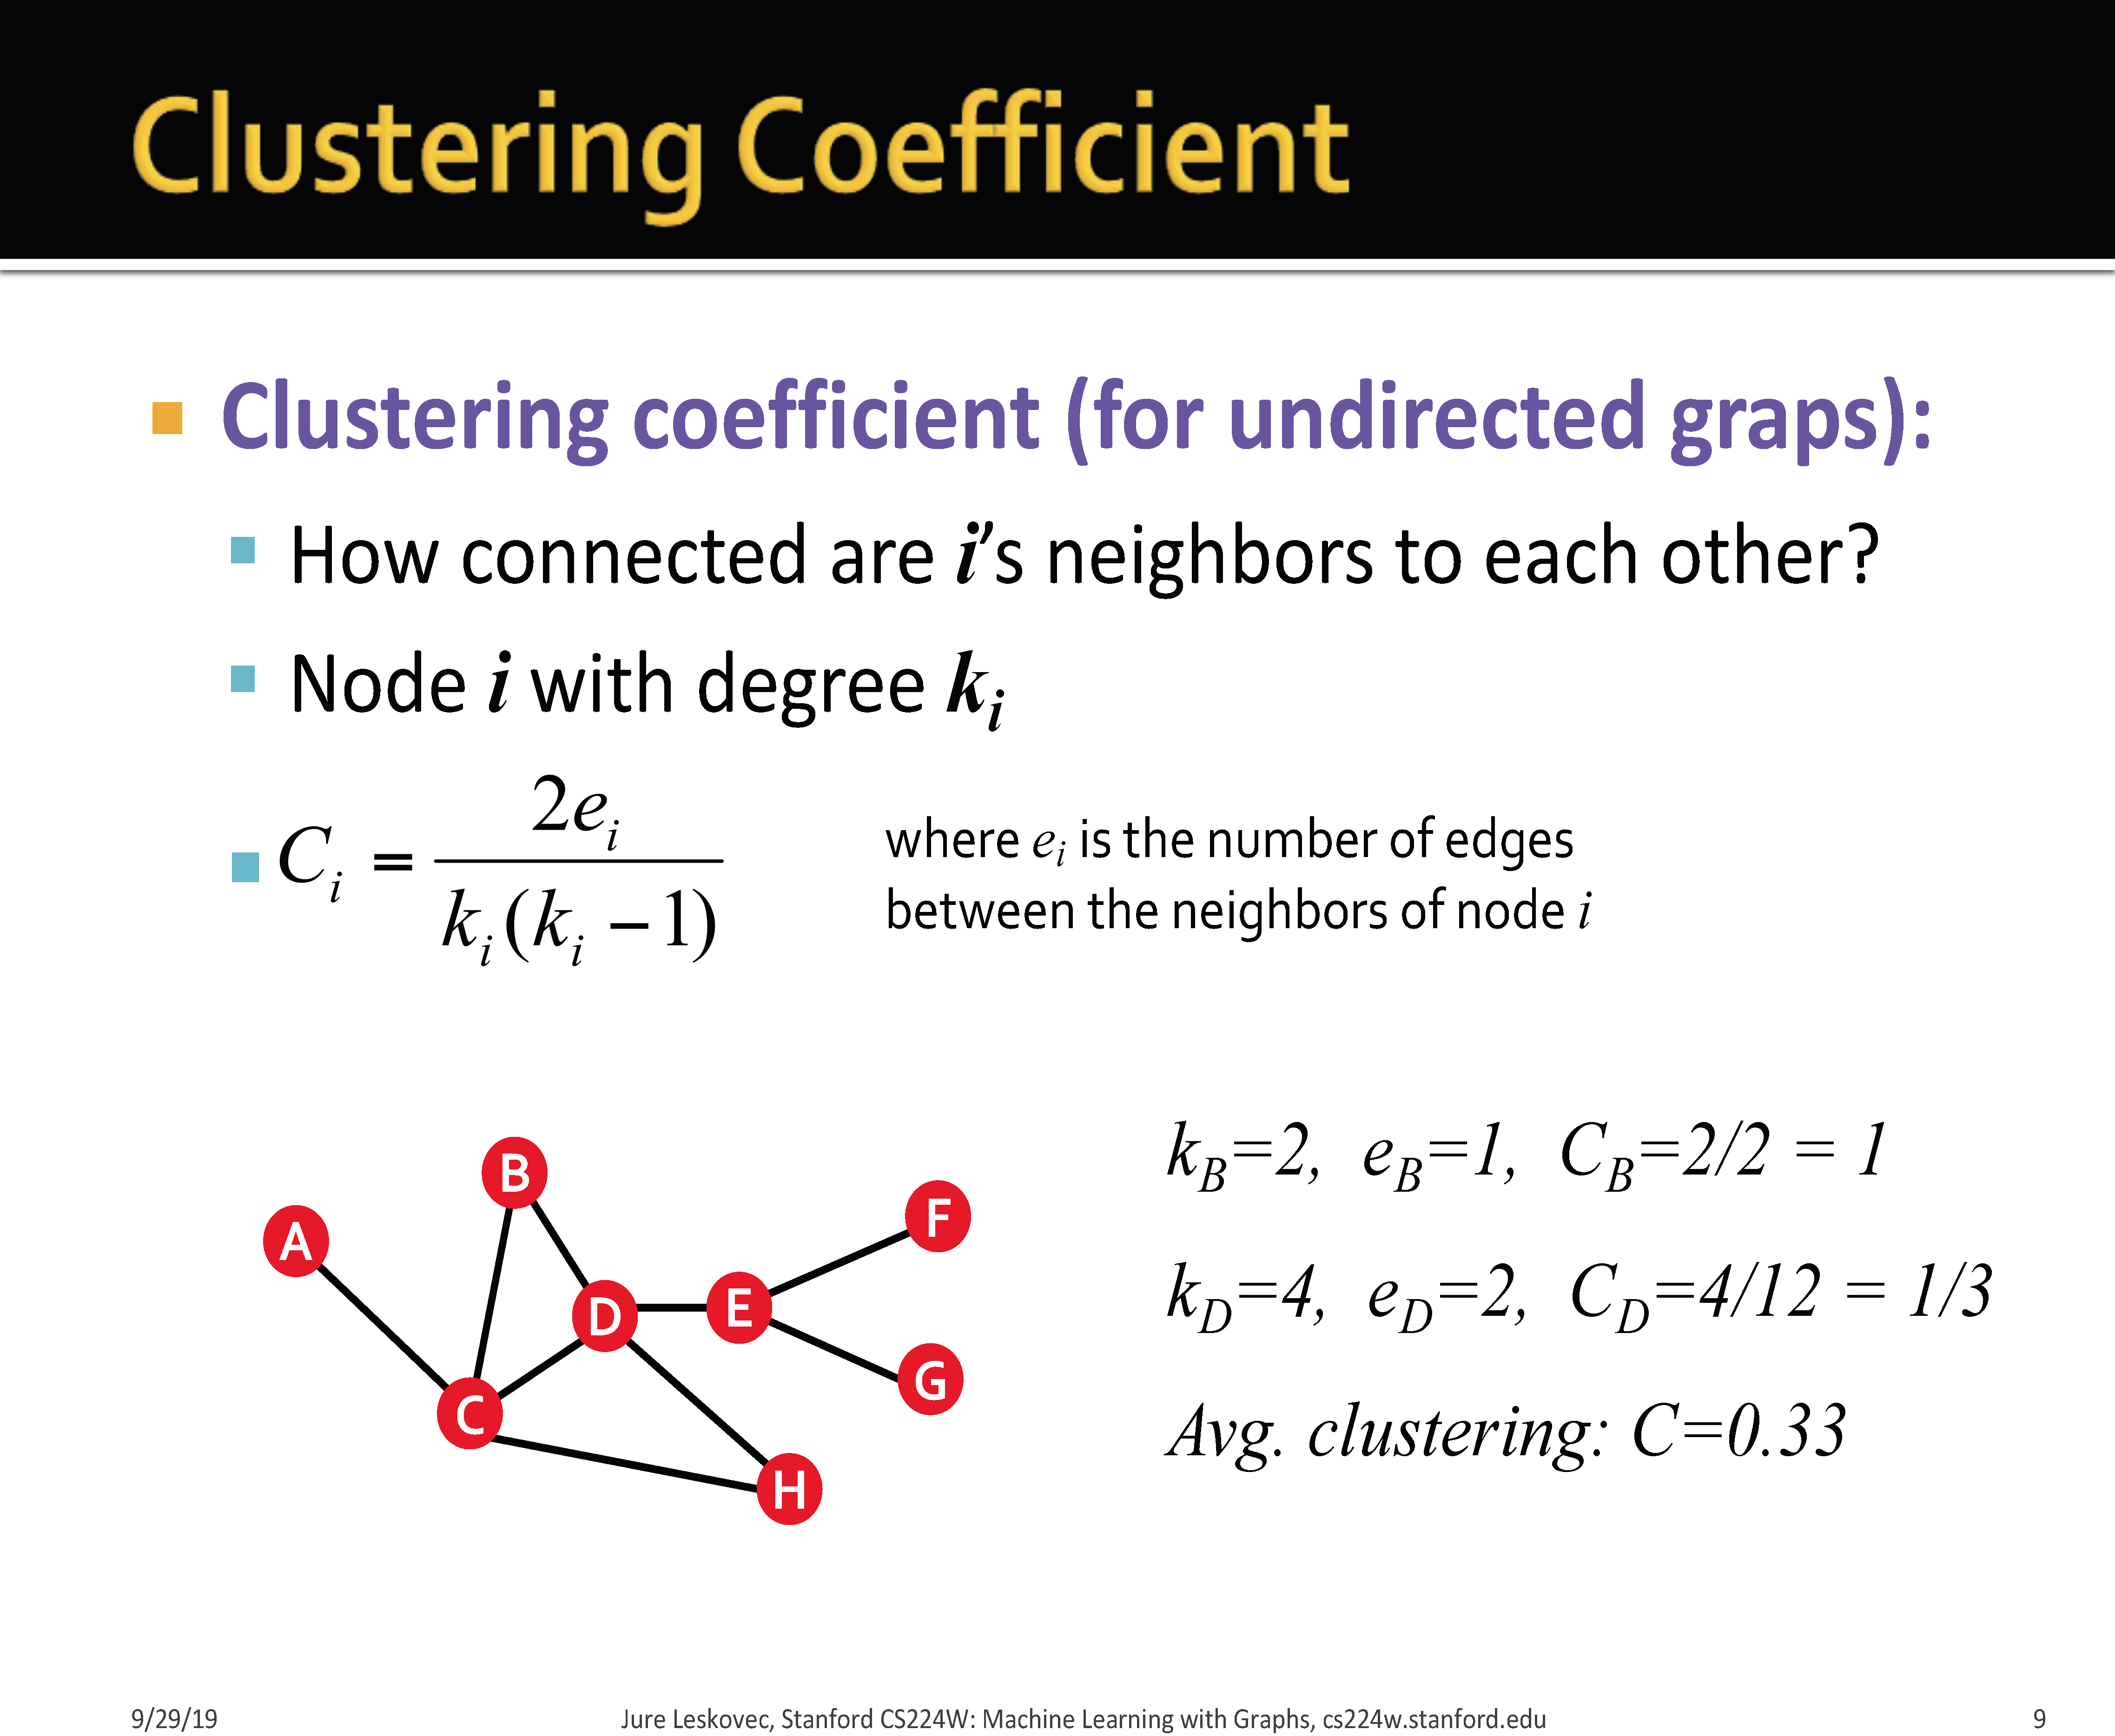 Clustering Coefficient
Clustering coefficient (for undirected graps):
How connected are i's neighbors to each other?
Node i with degree k_i
C_i = 2e_i / k_i(k_i − 1)
where e_i is the number of edges
between the neighbors of node i
A
B
C
D
E
F
G
H
k_B=2, e_B=1, C_B=2/2 = 1
k_D=4, e_D=2, C_D=4/12 = 1/3
Avg. clustering: C=0.33
9/29/19
Jure Leskovec, Stanford CS224W: Machine Learning with Graphs, cs224w.stanford.edu
9